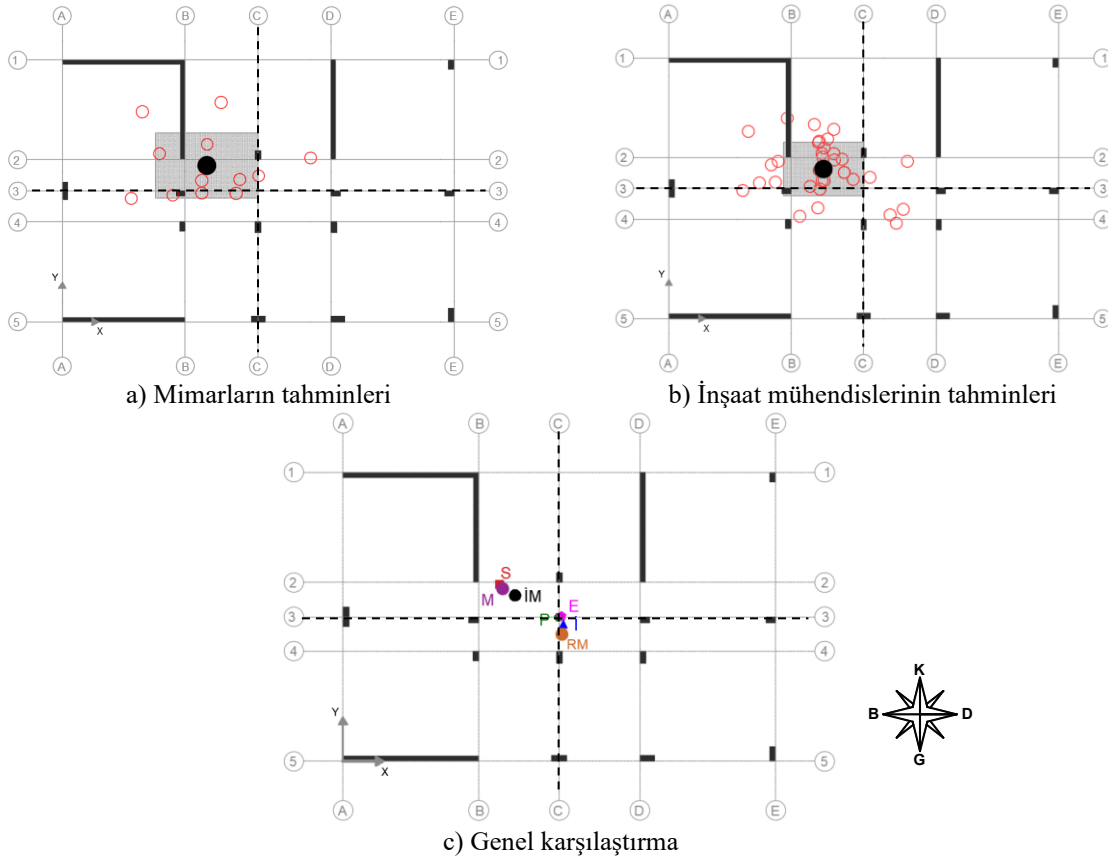 A B C D E
1 1
2 2
3 3
4 4
Y
X
5 5
A B C D E
a) Mimarların tahminleri
A B C D E
1 1
2 2
3 3
4 4
Y
X
5 5
A B C D E
b) İnşaat mühendislerinin tahminleri
A B C D E
1 1
2 S 2
M İM
E
3 P T 3
RM
4 4
Y
X
5 5
A B C D E
K
B D
G
c) Genel karşılaştırma